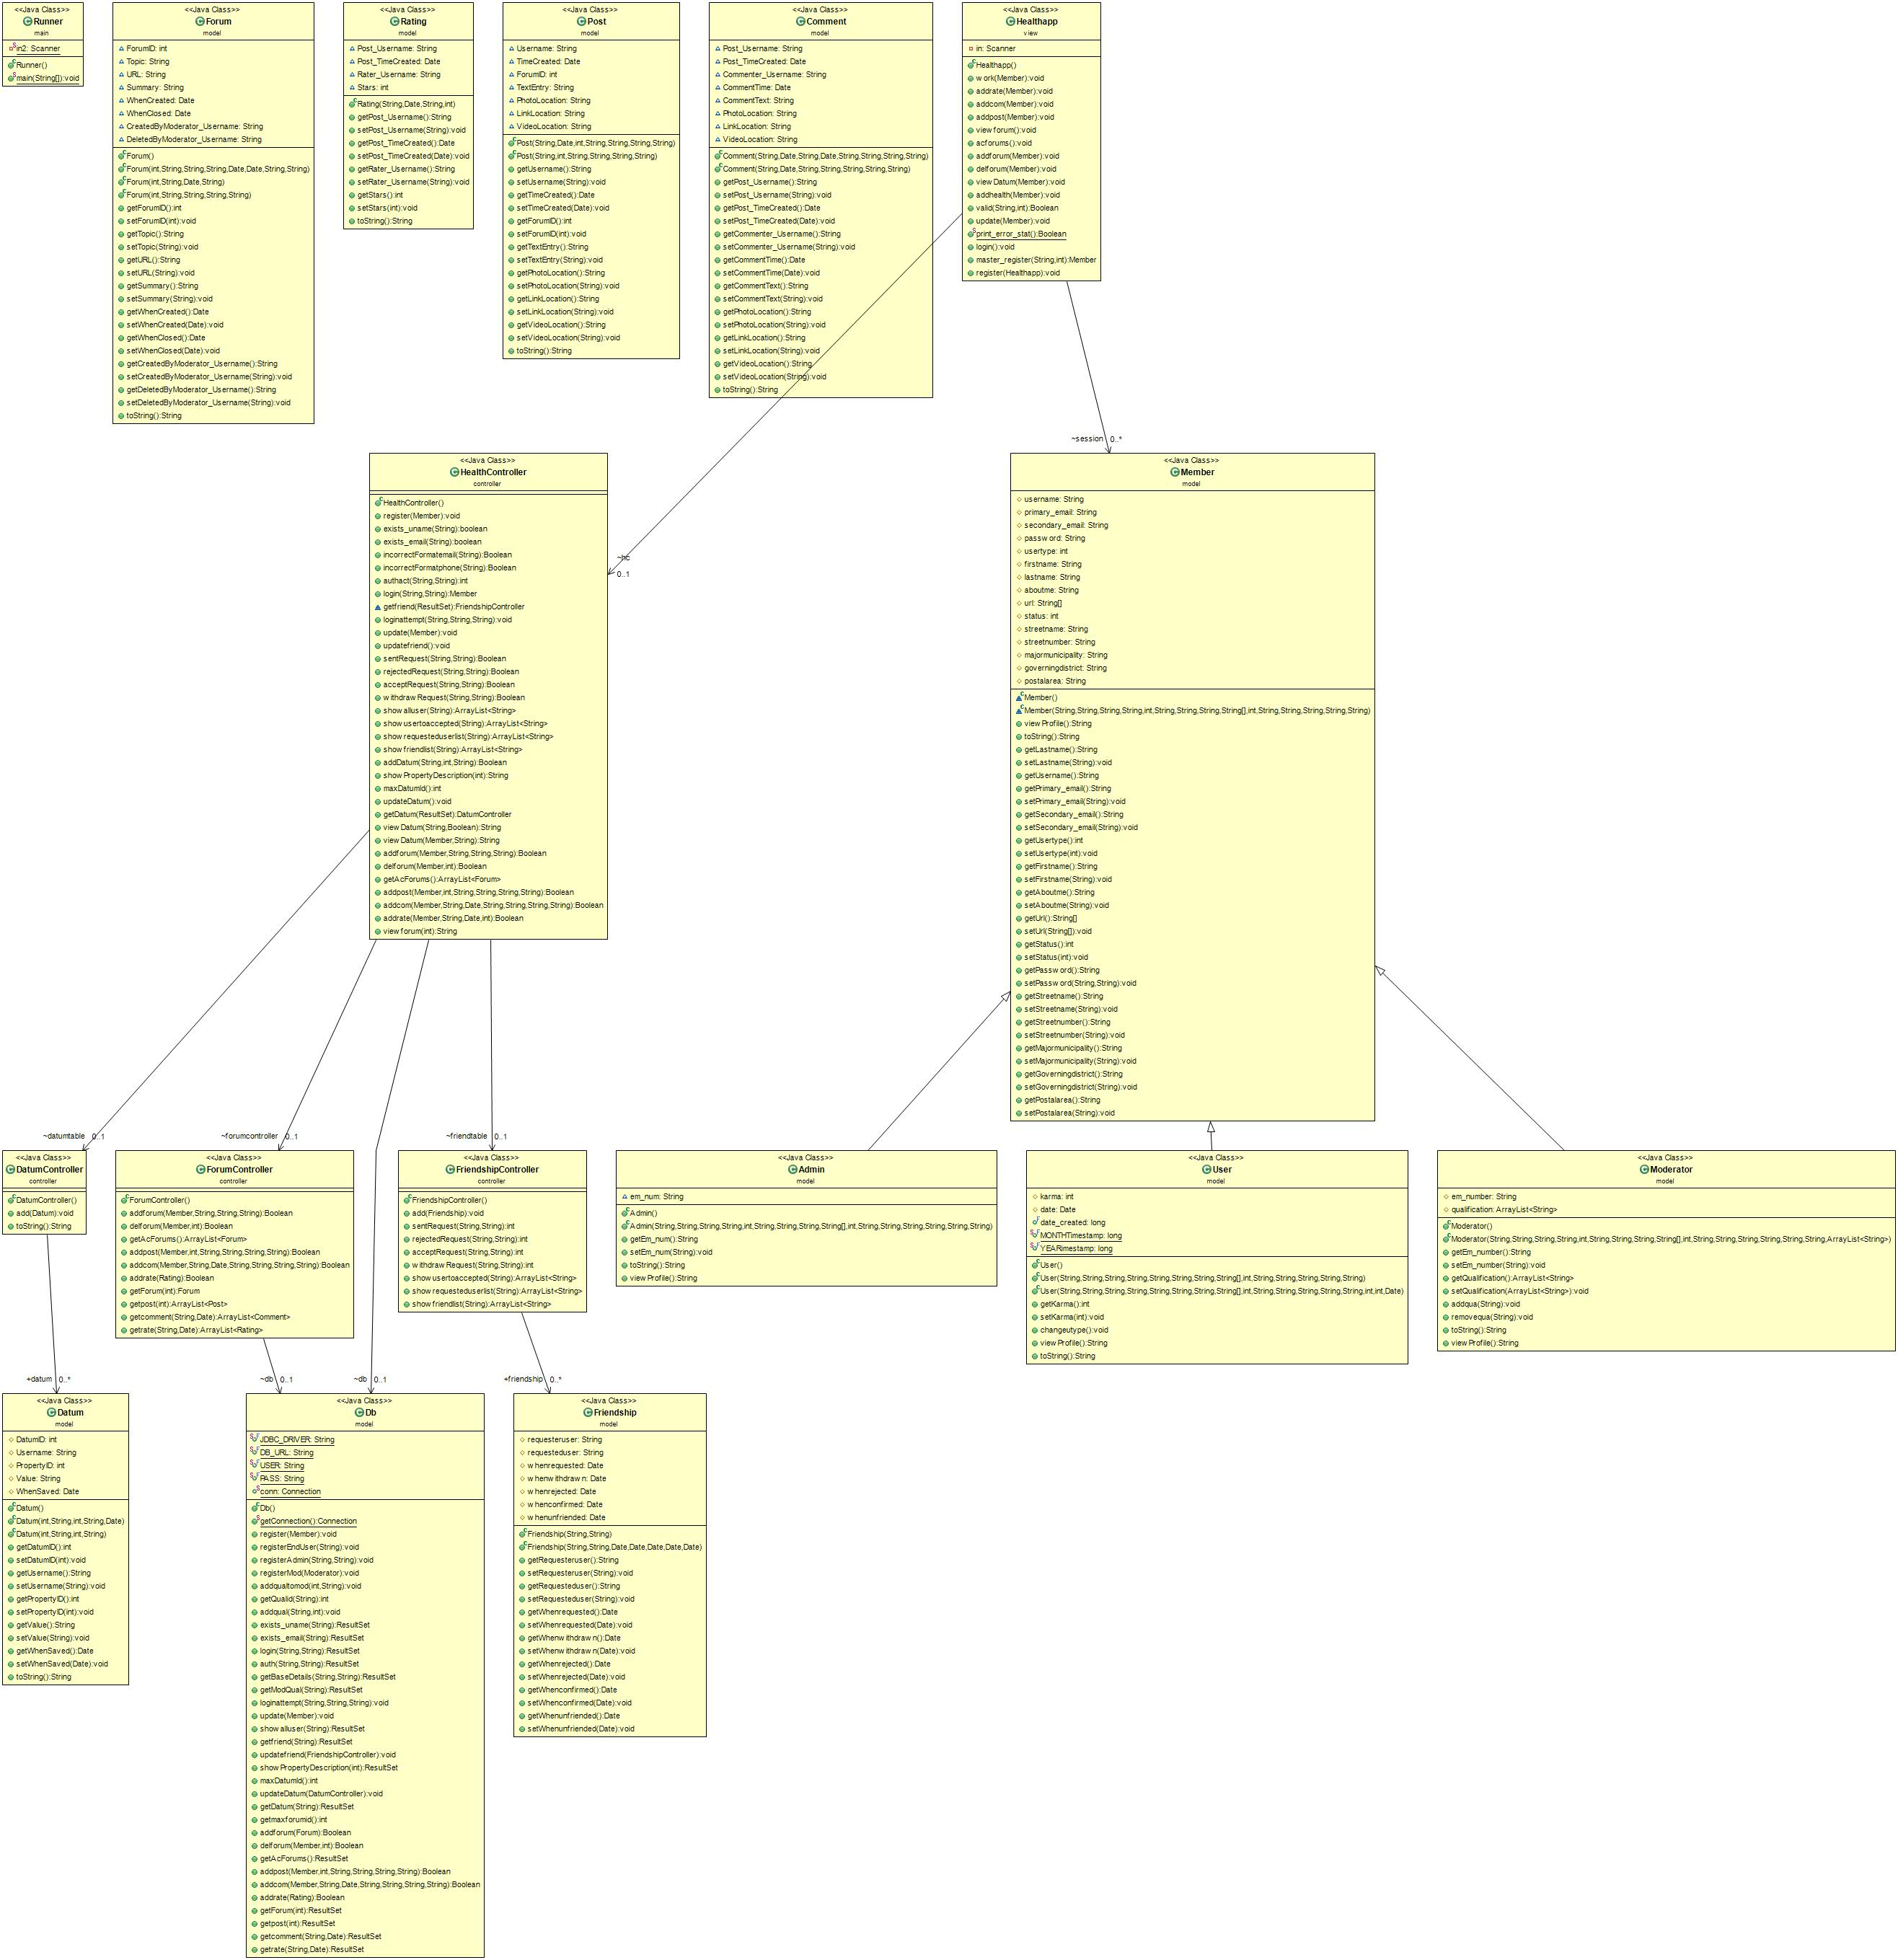 <<Java Class>>
Runner
main
in2: Scanner
Runner()
main(String[]):void
<<Java Class>>
Forum
model
ForumID: int
Topic: String
URL: String
Summary: String
WhenCreated: Date
WhenClosed: Date
CreatedByModerator_Username: String
DeletedByModerator_Username: String
Forum()
Forum(int,String,String,String,Date,Date,String,String)
Forum(int,String,Date,String)
Forum(int,String,String,String,String)
getForumID():int
setForumID(int):void
getTopic():String
setTopic(String):void
getURL():String
setURL(String):void
getSummary():String
setSummary(String):void
getWhenCreated():Date
setWhenCreated(Date):void
getWhenClosed():Date
setWhenClosed(Date):void
getCreatedByModerator_Username():String
setCreatedByModerator_Username(String):void
getDeletedByModerator_Username():String
setDeletedByModerator_Username(String):void
toString():String
<<Java Class>>
Rating
model
Post_Username: String
Post_TimeCreated: Date
Rater_Username: String
Stars: int
Rating(String,Date,String,int)
getPost_Username():String
setPost_Username(String):void
getPost_TimeCreated():Date
setPost_TimeCreated(Date):void
getRater_Username():String
setRater_Username(String):void
getStars():int
setStars(int):void
toString():String
<<Java Class>>
Post
model
Username: String
TimeCreated: Date
ForumID: int
TextEntry: String
PhotoLocation: String
LinkLocation: String
VideoLocation: String
Post(String,Date,int,String,String,String,String)
Post(String,int,String,String,String,String)
getUsername():String
setUsername(String):void
getTimeCreated():Date
setTimeCreated(Date):void
getForumID():int
setForumID(int):void
getTextEntry():String
setTextEntry(String):void
getPhotoLocation():String
setPhotoLocation(String):void
getLinkLocation():String
setLinkLocation(String):void
getVideoLocation():String
setVideoLocation(String):void
toString():String
<<Java Class>>
Comment
model
Post_Username: String
Post_TimeCreated: Date
Commenter_Username: String
CommentTime: Date
CommentText: String
PhotoLocation: String
LinkLocation: String
VideoLocation: String
Comment(String,Date,String,Date,String,String,String,String)
Comment(String,Date,String,String,String,String,String)
getPost_Username():String
setPost_Username(String):void
getPost_TimeCreated():Date
setPost_TimeCreated(Date):void
getCommenter_Username():String
setCommenter_Username(String):void
getCommentTime():Date
setCommentTime(Date):void
getCommentText():String
setCommentText(String):void
getPhotoLocation():String
setPhotoLocation(String):void
getLinkLocation():String
setLinkLocation(String):void
getVideoLocation():String
setVideoLocation(String):void
toString():String
<<Java Class>>
Healthapp
view
in: Scanner
Healthapp()
work(Member):void
addrate(Member):void
addcom(Member):void
addpost(Member):void
viewforum():void
acforums():void
addforum(Member):void
delforum(Member):void
viewDatum(Member):void
addhealth(Member):void
valid(String,int):Boolean
update(Member):void
print_error_stat():Boolean
login():void
master_register(String,int):Member
register(Healthapp):void
~session 0..*
~hc
0..1
<<Java Class>>
HealthController
controller
HealthController()
register(Member):void
exists_uname(String):boolean
exists_email(String):boolean
incorrectFormatemail(String):Boolean
incorrectFormatphone(String):Boolean
authact(String,String):int
login(String,String):Member
getfriend(ResultSet):FriendshipController
loginattempt(String,String,String):void
update(Member):void
updatefriend():void
sentRequest(String,String):Boolean
rejectedRequest(String,String):Boolean
acceptRequest(String,String):Boolean
withdrawRequest(String,String):Boolean
showalluser(String):ArrayList<String>
showusertoaccepted(String):ArrayList<String>
showrequesteduserlist(String):ArrayList<String>
showfriendlist(String):ArrayList<String>
addDatum(String,int,String):Boolean
showPropertyDescription(int):String
maxDatumId():int
updateDatum():void
getDatum(ResultSet):DatumController
viewDatum(String,Boolean):String
viewDatum(Member,String):String
addforum(Member,String,String,String):Boolean
delforum(Member,int):Boolean
getAcForums():ArrayList<Forum>
addpost(Member,int,String,String,String,String):Boolean
addcom(Member,String,Date,String,String,String,String):Boolean
addrate(Member,String,Date,int):Boolean
viewforum(int):String
<<Java Class>>
Member
model
username: String
primary_email: String
secondary_email: String
password: String
usertype: int
firstname: String
lastname: String
aboutme: String
url: String[]
status: int
streetname: String
streetnumber: String
majormunicipality: String
governingdistrict: String
postalarea: String
Member()
Member(String,String,String,String,int,String,String,String,String[],int,String,String,String,String,String)
viewProfile():String
toString():String
getLastname():String
setLastname(String):void
getUsername():String
getPrimary_email():String
setPrimary_email(String):void
getSecondary_email():String
setSecondary_email(String):void
getUsertype():int
setUsertype(int):void
getFirstname():String
setFirstname(String):void
getAboutme():String
setAboutme(String):void
getUrl():String[]
setUrl(String[]):void
getStatus():int
setStatus(int):void
getPassword():String
setPassword(String,String):void
getStreetname():String
setStreetname(String):void
getStreetnumber():String
setStreetnumber(String):void
getMajormunicipality():String
setMajormunicipality(String):void
getGoverningdistrict():String
setGoverningdistrict(String):void
getPostalarea():String
setPostalarea(String):void
~datumtable 0..1
~forumcontroller 0..1
~friendtable 0..1
<<Java Class>>
DatumController
controller
DatumController()
add(Datum):void
toString():String
<<Java Class>>
ForumController
controller
ForumController()
addforum(Member,String,String,String):Boolean
delforum(Member,int):Boolean
getAcForums():ArrayList<Forum>
addpost(Member,int,String,String,String,String):Boolean
addcom(Member,String,Date,String,String,String,String):Boolean
addrate(Rating):Boolean
getForum(int):Forum
getpost(int):ArrayList<Post>
getcomment(String,Date):ArrayList<Comment>
getrate(String,Date):ArrayList<Rating>
<<Java Class>>
FriendshipController
controller
FriendshipController()
add(Friendship):void
sentRequest(String,String):int
rejectedRequest(String,String):int
acceptRequest(String,String):int
withdrawRequest(String,String):int
showusertoaccepted(String):ArrayList<String>
showrequesteduserlist(String):ArrayList<String>
showfriendlist(String):ArrayList<String>
<<Java Class>>
Admin
model
em_num: String
Admin()
Admin(String,String,String,String,int,String,String,String,String[],int,String,String,String,String,String,String)
getEm_num():String
setEm_num(String):void
toString():String
viewProfile():String
<<Java Class>>
User
model
karma: int
date: Date
date_created: long
MONTHTimestamp: long
YEARimestamp: long
User()
User(String,String,String,String,String,String,String,String[],int,String,String,String,String,String)
User(String,String,String,String,String,String,String,String,String[],int,String,String,String,String,String,int,int,Date)
getKarma():int
setKarma(int):void
changeutype():void
viewProfile():String
toString():String
<<Java Class>>
Moderator
model
em_number: String
qualification: ArrayList<String>
Moderator()
Moderator(String,String,String,String,int,String,String,String,String[],int,String,String,String,String,String,String,ArrayList<String>)
getEm_number():String
setEm_number(String):void
getQualification():ArrayList<String>
setQualification(ArrayList<String>):void
addqua(String):void
removequa(String):void
toString():String
viewProfile():String
+datum 0..*
~db 0..1
~db 0..1
+friendship 0..*
<<Java Class>>
Datum
model
DatumID: int
Username: String
PropertyID: int
Value: String
WhenSaved: Date
Datum()
Datum(int,String,int,String,Date)
Datum(int,String,int,String)
getDatumID():int
setDatumID(int):void
getUsername():String
setUsername(String):void
getPropertyID():int
setPropertyID(int):void
getValue():String
setValue(String):void
getWhenSaved():Date
setWhenSaved(Date):void
toString():String
<<Java Class>>
Db
model
JDBC_DRIVER: String
DB_URL: String
USER: String
PASS: String
conn: Connection
Db()
getConnection():Connection
register(Member):void
registerEndUser(String):void
registerAdmin(String,String):void
registerMod(Moderator):void
addqualtomod(int,String):void
getQualid(String):int
addqual(String,int):void
exists_uname(String):ResultSet
exists_email(String):ResultSet
login(String,String):ResultSet
auth(String,String):ResultSet
getBaseDetails(String,String):ResultSet
getModQual(String):ResultSet
loginattempt(String,String,String):void
update(Member):void
showalluser(String):ResultSet
getfriend(String):ResultSet
updatefriend(FriendshipController):void
showPropertyDescription(int):ResultSet
maxDatumId():int
updateDatum(DatumController):void
getDatum(String):ResultSet
getmaxforumid():int
addforum(Forum):Boolean
delforum(Member,int):Boolean
getAcForums():ResultSet
addpost(Member,int,String,String,String,String):Boolean
addcom(Member,String,Date,String,String,String,String):Boolean
addrate(Rating):Boolean
getForum(int):ResultSet
getpost(int):ResultSet
getcomment(String,Date):ResultSet
getrate(String,Date):ResultSet
<<Java Class>>
Friendship
model
requesteruser: String
requesteduser: String
whenrequested: Date
whenwithdrawn: Date
whenrejected: Date
whenconfirmed: Date
whenunfriended: Date
Friendship(String,String)
Friendship(String,String,Date,Date,Date,Date,Date)
getRequesteruser():String
setRequesteruser(String):void
getRequesteduser():String
setRequesteduser(String):void
getWhenrequested():Date
setWhenrequested(Date):void
getWhenwithdrawn():Date
setWhenwithdrawn(Date):void
getWhenrejected():Date
setWhenrejected(Date):void
getWhenconfirmed():Date
setWhenconfirmed(Date):void
getWhenunfriended():Date
setWhenunfriended(Date):void